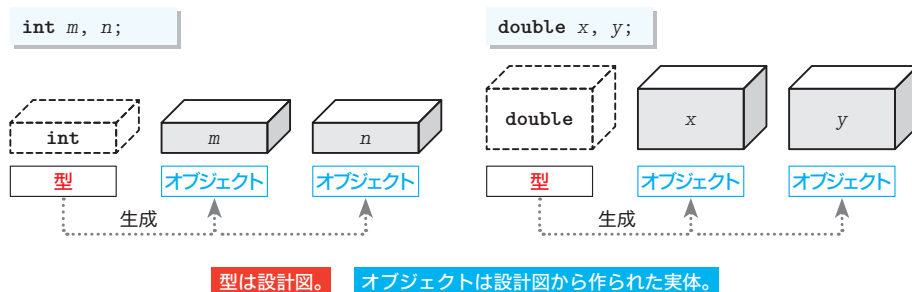 int m, n;
double x, y;
int
m
n
double
x
y
型
オブジェクト
オブジェクト
型
オブジェクト
オブジェクト
生成
生成
型は設計図。
オブジェクトは設計図から作られた実体。